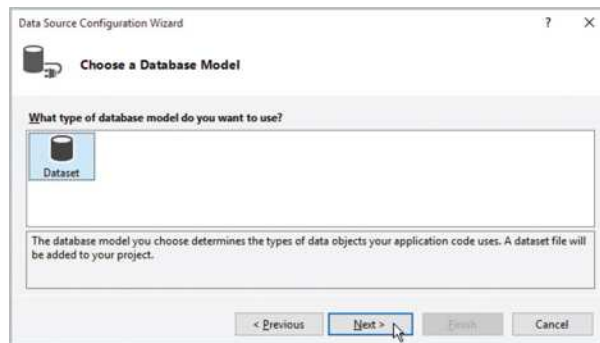 Data Source Configuration Wizard ? ×
Choose a Database Model
What type of database model do you want to use?
Dataset
The database model you choose determines the types of data objects your application code uses. A dataset file will
be added to your project.
< Previous Next > Finish Cancel